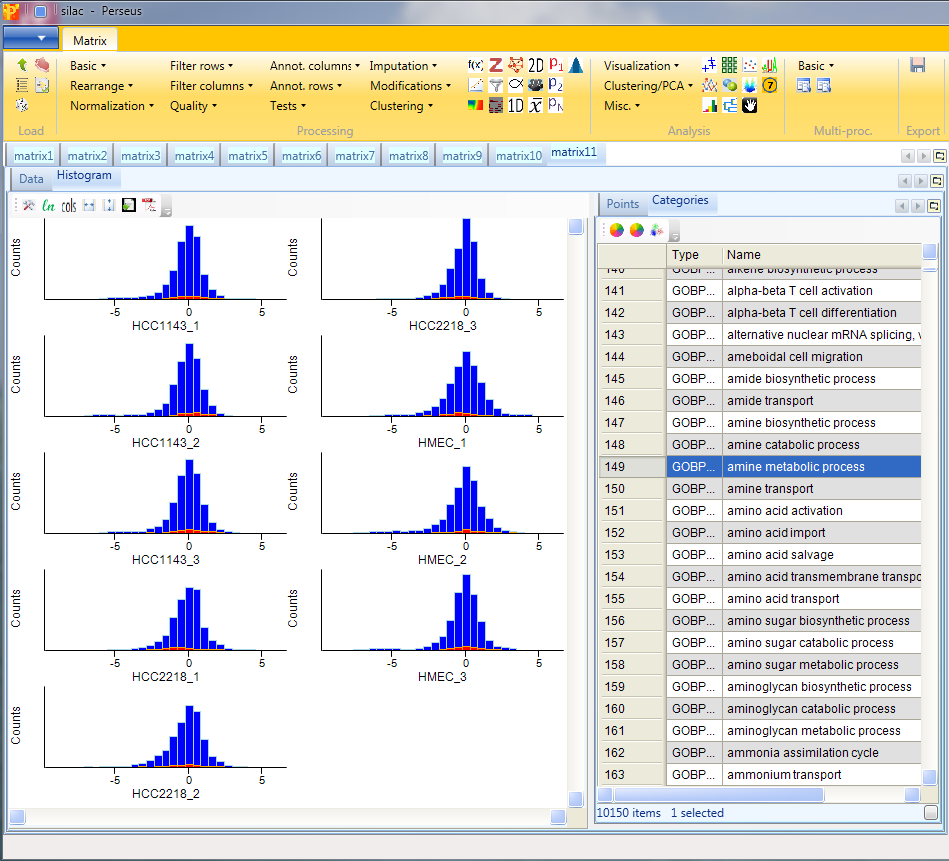 silac - Perseus
Matrix
Basic
Filter rows
Annot. columns
Imputation
f(x) Z 2D p1
Visualization
Basic
Rearrange
Filter columns
Annot. rows
Modifications
p2
Clustering/PCA
7
Normalization
Quality
Tests
Clustering
1D x pN
Misc.
Load
Processing
Analysis
Multi-proc.
Export
matrix1 matrix2 matrix3 matrix4 matrix5 matrix6 matrix7 matrix8 matrix9 matrix10 matrix11
Data Histogram
ln cols
Counts
-5 0 5
HCC1143_1
Counts
-5 0 5
HCC2218_3
Counts
-5 0 5
HCC1143_2
Counts
-5 0 5
HMEC_1
Counts
-5 0 5
HCC1143_3
Counts
-5 0 5
HMEC_2
Counts
-5 0 5
HCC2218_1
Counts
-5 0 5
HMEC_3
Counts
-5 0 5
HCC2218_2
Points Categories
Type Name
140 GOBP... alkene biosynthetic process
141 GOBP... alpha-beta T cell activation
142 GOBP... alpha-beta T cell differentiation
143 GOBP... alternative nuclear mRNA splicing,
144 GOBP... ameboidal cell migration
145 GOBP... amide biosynthetic process
146 GOBP... amide transport
147 GOBP... amine biosynthetic process
148 GOBP... amine catabolic process
149 GOBP... amine metabolic process
150 GOBP... amine transport
151 GOBP... amino acid activation
152 GOBP... amino acid import
153 GOBP... amino acid salvage
154 GOBP... amino acid transmembrane transpo
155 GOBP... amino acid transport
156 GOBP... amino sugar biosynthetic process
157 GOBP... amino sugar catabolic process
158 GOBP... amino sugar metabolic process
159 GOBP... aminoglycan biosynthetic process
160 GOBP... aminoglycan catabolic process
161 GOBP... aminoglycan metabolic process
162 GOBP... ammonia assimilation cycle
163 GOBP... ammonium transport
10150 items 1 selected